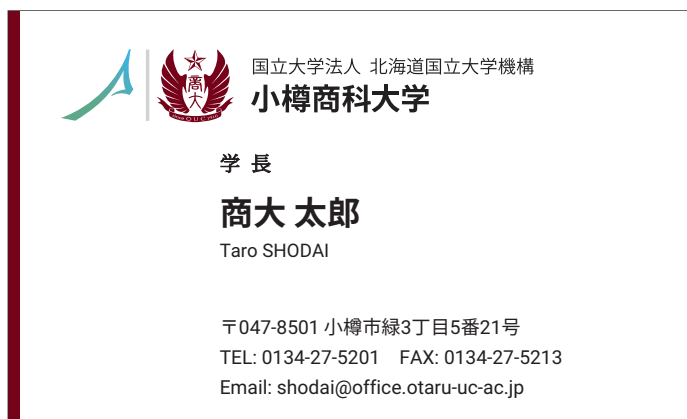 国立大学法人 北海道国立大学機構
小樽商科大学
商大
O U C
学 長
商大 太郎
Taro SHODAI
〒047-8501 小樽市緑3丁目5番21号
TEL: 0134-27-5201 FAX: 0134-27-5213
Email: shodai@office.otaru-uc-ac.jp